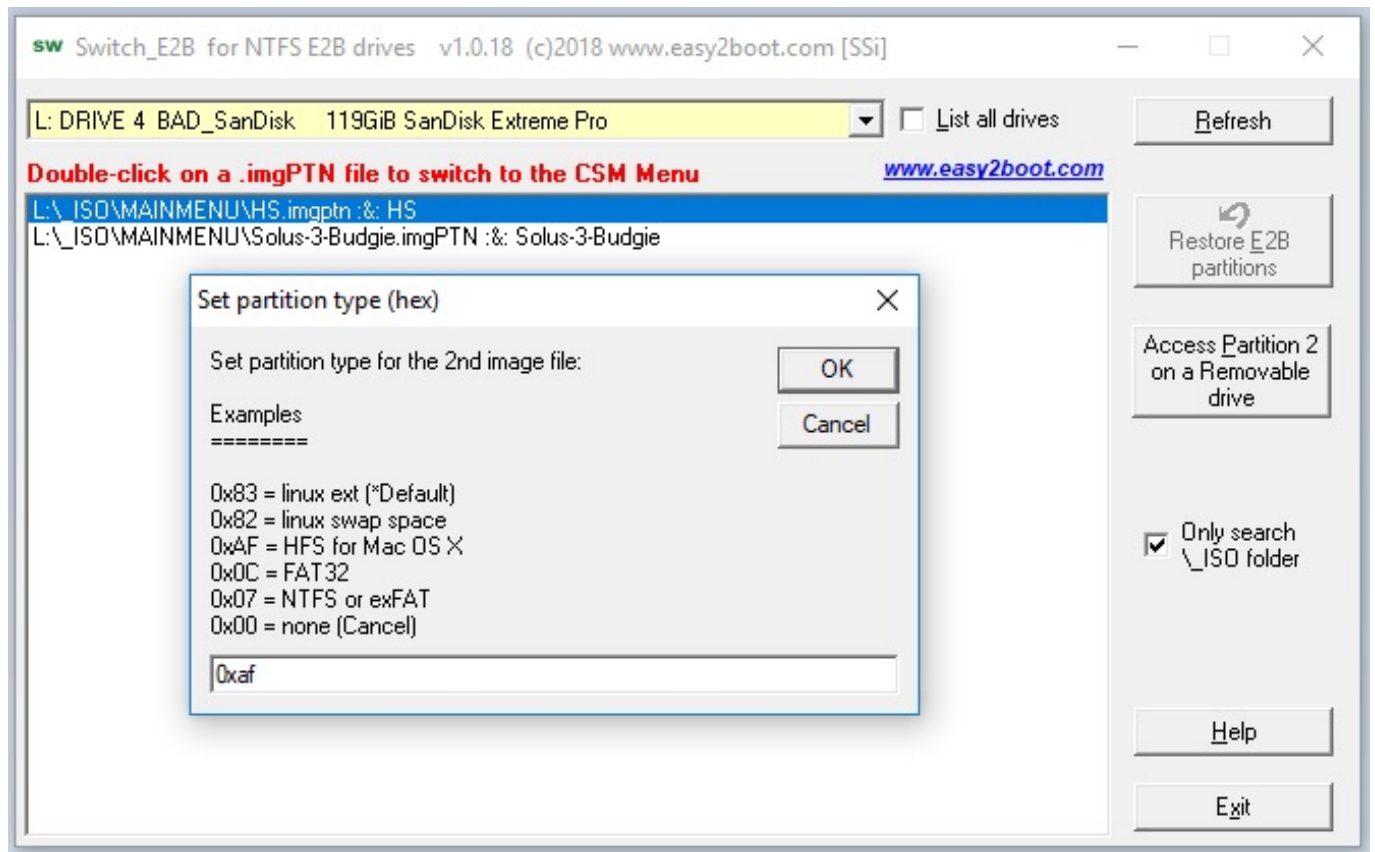 sw Switch_E2B for NTFS E2B drives v1.0.18 (c)2018 www.easy2boot.com [SSi]
L: DRIVE 4 BAD_SanDisk 119GiB SanDisk Extreme Pro
List all drives
Refresh
Double-click on a .imgPTN file to switch to the CSM Menu
www.easy2boot.com
L:\_ISO\MAINMENU\HS.imgptn :&: HS
L:\_ISO\MAINMENU\Solus-3-Budgie.imgPTN :&: Solus-3-Budgie
Restore E2B
partitions
Set partition type (hex)
Set partition type for the 2nd image file:
OK
Cancel
Examples
========
0x83 = linux ext (*Default)
0x82 = linux swap space
0xAF = HFS for Mac OS X
0x0C = FAT32
0x07 = NTFS or exFAT
0x00 = none (Cancel)
0xaf
Access Partition 2
on a Removable
drive
Only search
\_ISO folder
Help
Exit